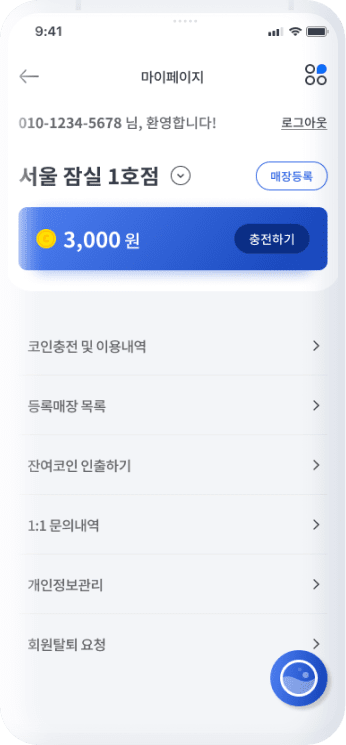 9:41
마이페이지
010-1234-5678 님, 환영합니다!
로그아웃
서울 잠실 1호점
매장등록
3,000 원
충전하기
코인충전 및 이용내역
등록매장 목록
잔여코인 인출하기
1:1 문의내역
개인정보관리
회원탈퇴 요청